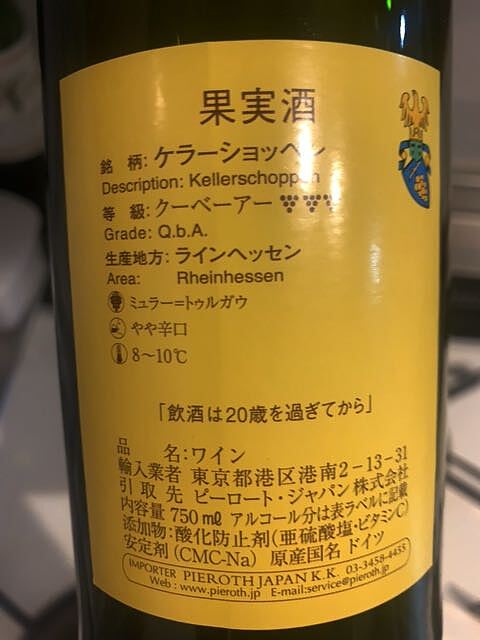 果実酒
銘 柄: ケラーショッペン
Description: Kellerschoppen
等 級: クーベーアー
Grade: Q.b.A.
生産地方: ラインヘッセン
Area: Rheinhessen
ミュラー=トゥルガウ
やや辛口
8〜10℃
「飲酒は20歳を過ぎてから」
品 名:ワイン
輸入業者 東京都港区港南2-13-31
引取先 ピーロート・ジャパン株式会社
内容量 750㎖ アルコール分は表ラベルに記載
添加物:酸化防止剤(亜硫酸塩・ビタミンC)
安定剤(CMC-Na) 原産国名 ドイツ
IMPORTER PIEROTH JAPAN K.K. 03-3458-4455
Web : www.pieroth.jp E-mail:service@pieroth.jp